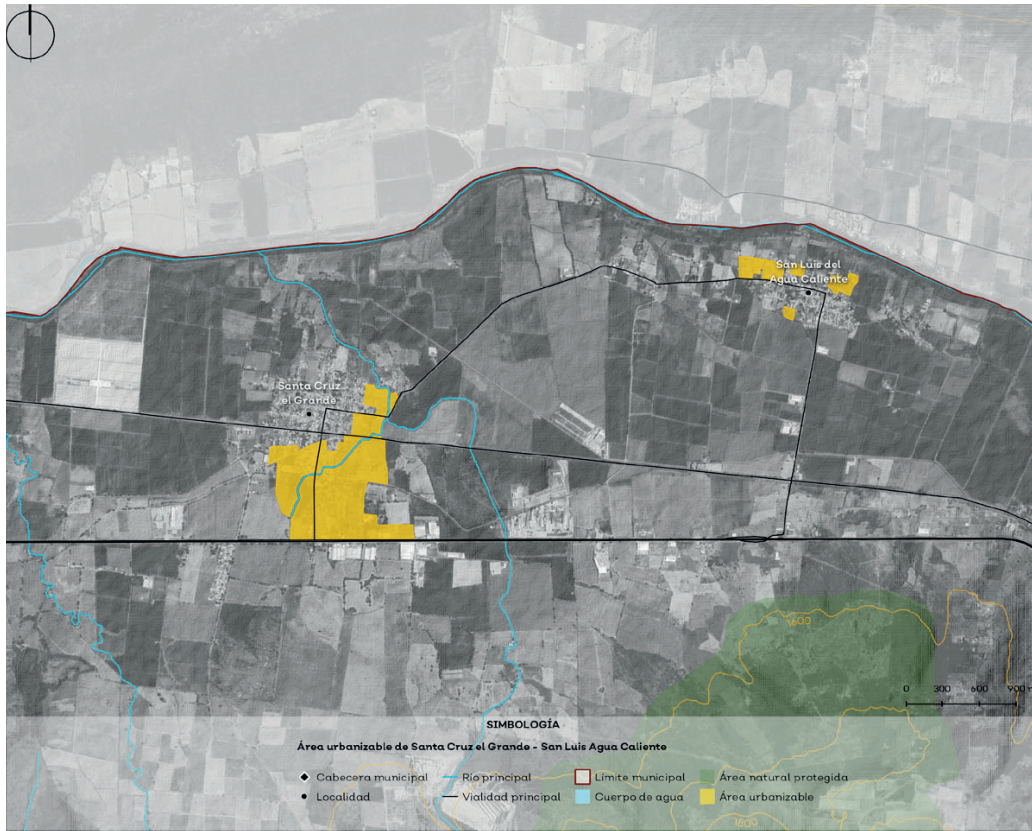 San Luis del
Agua Caliente
Santa Cruz
el Grande
1600
0 300 600 900 m
SIMBOLOGÍA
Área urbanizable de Santa Cruz el Grande - San Luis Agua Caliente
Cabecera municipal Río principal Límite municipal Área natural protegida
Localidad Vialidad principal Cuerpo de agua Área urbanizable
1600